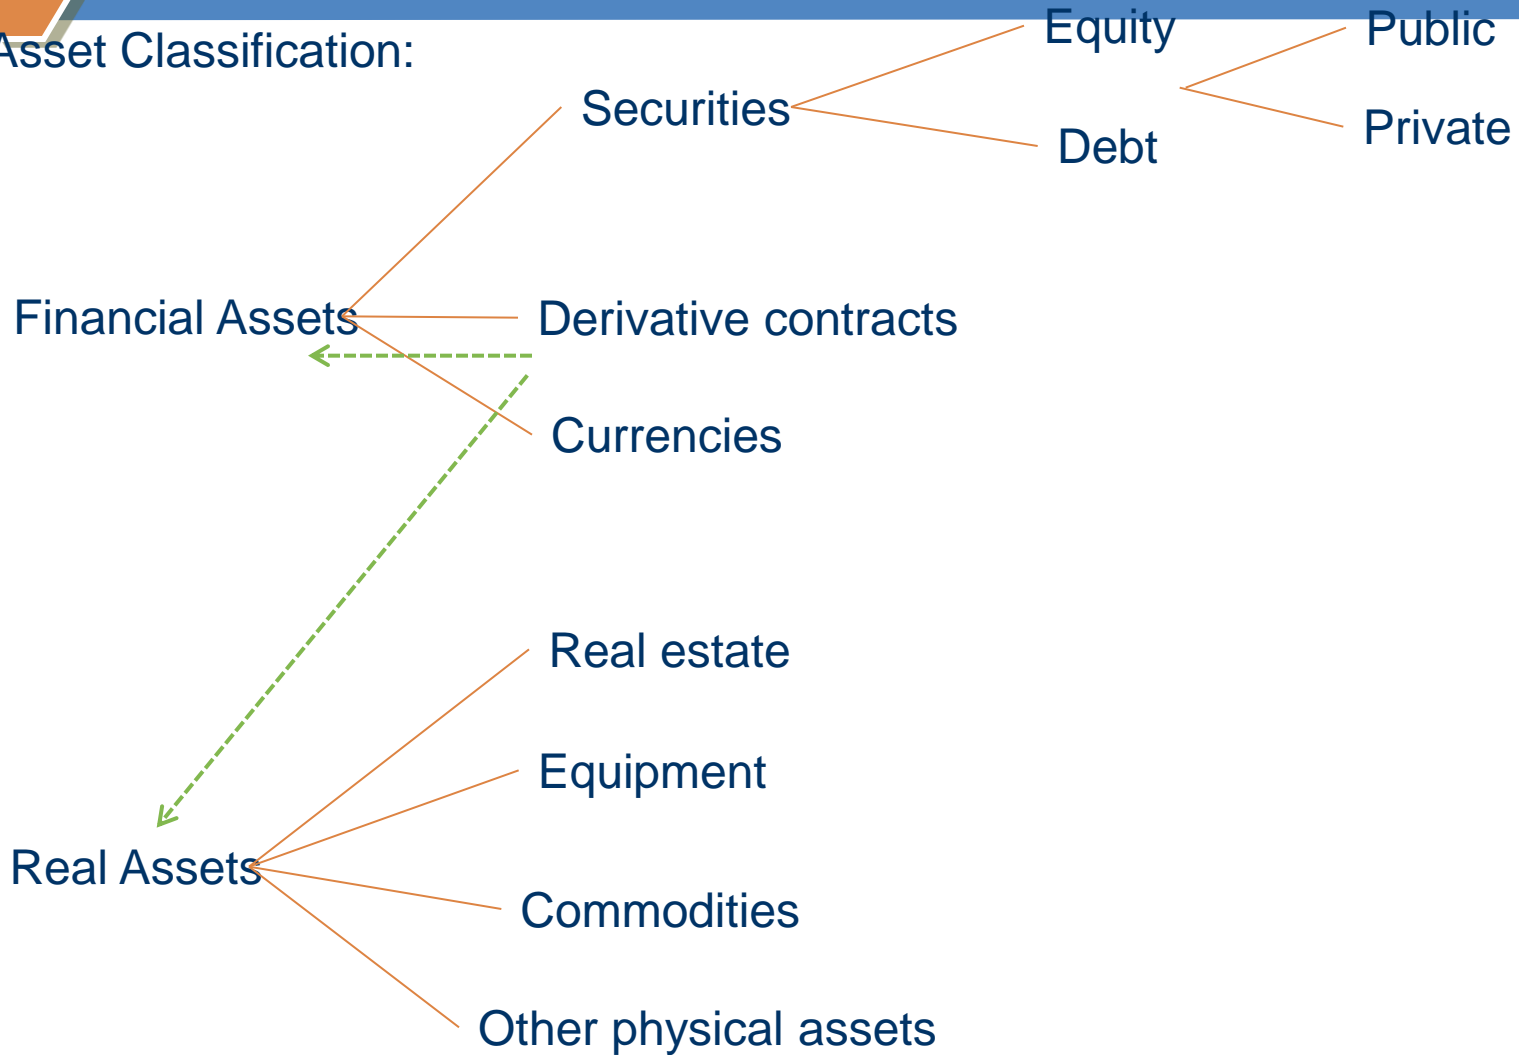 Asset Classification:
Equity
Public
Securities
Debt
Private
Financial Assets
Derivative contracts
Currencies
Real estate
Equipment
Real Assets
Commodities
Other physical assets